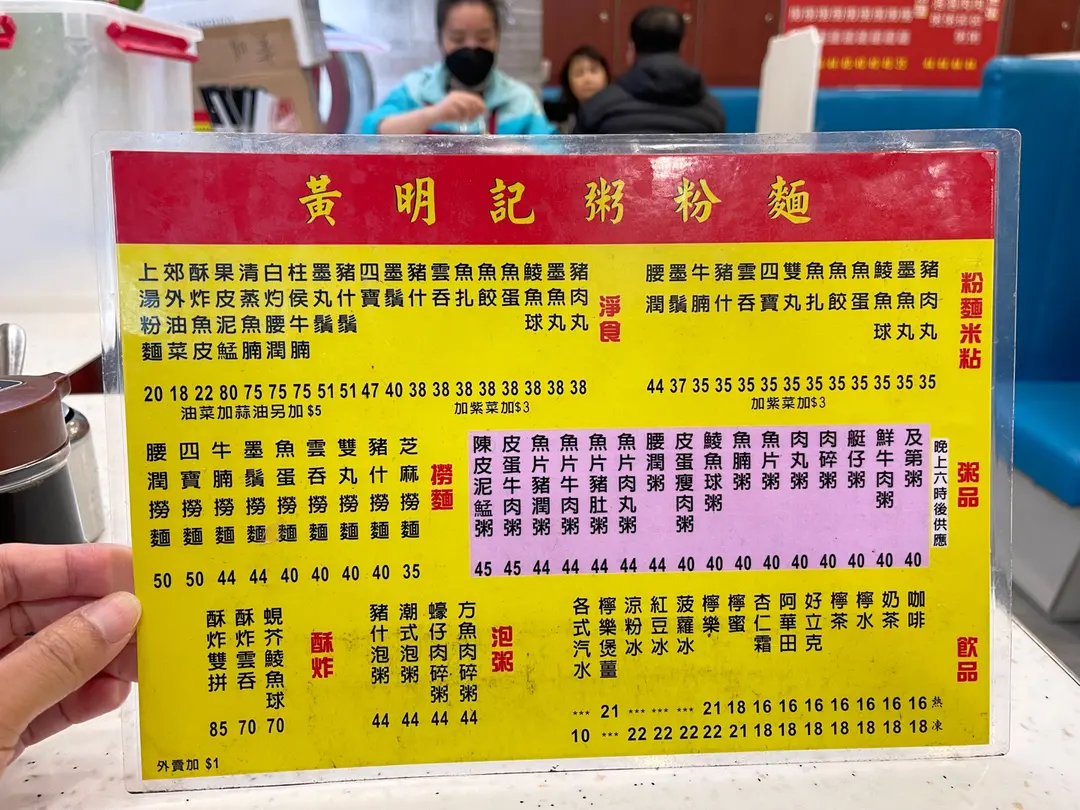 黃明記粥粉麵
粉麵米粘
豬肉丸
墨魚丸
鯪魚球
魚蛋
魚餃
魚扎
雙丸
四寶
雲吞
豬什
牛腩
墨鬚
腰潤
44 37 35 35 35 35 35 35 35 35 35 35 35
加紫菜加$3
淨食
豬肉丸
墨魚丸
鯪魚球
魚蛋
魚餃
魚扎
雲吞
豬什
墨鬚
四寶
豬什鬚
墨丸鬚
柱侯牛腩
白灼腰潤
清蒸魚腩
果皮泥鯭
酥炸魚皮
郊外油菜
上湯粉麵
20 18 22 80 75 75 75 51 51 47 40 38 38 38 38 38 38 38 38
油菜加蒜油另加$5
加紫菜加$3
粥品
晚上六時後供應
及第粥
鮮牛肉粥
艇仔粥
肉碎粥
肉丸粥
魚片粥
魚腩粥
鯪魚球粥
皮蛋瘦肉粥
腰潤粥
魚片肉丸粥
魚片豬肚粥
魚片牛肉粥
魚片豬潤粥
皮蛋牛肉粥
陳皮泥鯭粥
45 45 44 44 44 44 44 40 40 40 40 40 40 40 40 40
撈麵
芝麻撈麵
豬什撈麵
雙丸撈麵
雲吞撈麵
魚蛋撈麵
墨鬚撈麵
牛腩撈麵
四寶撈麵
腰潤撈麵
50 50 44 44 40 40 40 40 35
飲品
咖啡
奶茶
檸水
檸茶
好立克
阿華田
杏仁霜
檸蜜
檸樂
菠蘿冰
紅豆冰
涼粉冰
檸樂煲薑
各式汽水
... 21 ... ... ... 21 18 16 16 16 16 16 16 16 熱
10 ... 22 22 22 22 21 18 18 18 18 18 18 18 凍
泡粥
方魚肉碎粥
蠔仔肉碎粥
潮式泡粥
豬什泡粥
44 44 44 44
酥炸
蜆芥鯪魚球
酥炸雲吞
酥炸雙拼
85 70 70
外賣加 $1